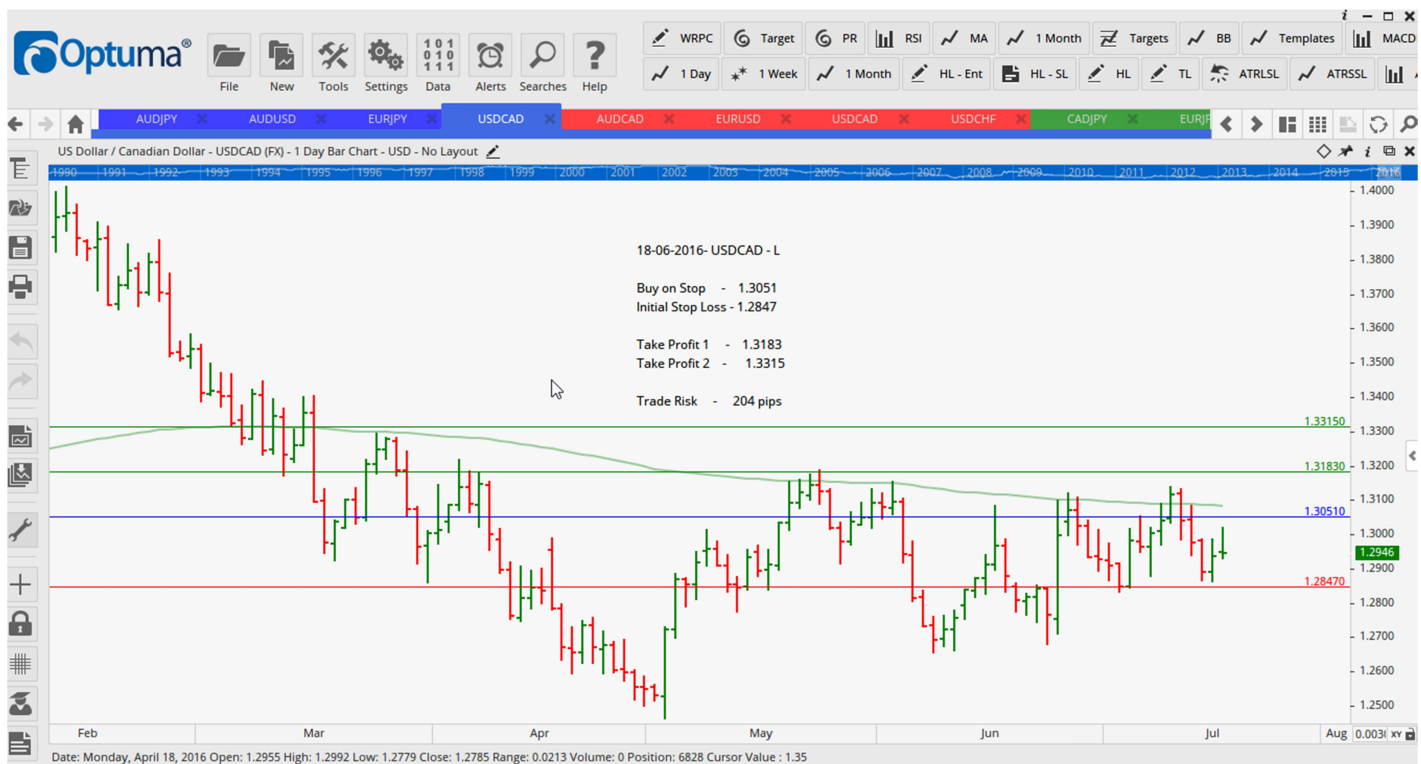 i
Optuma®
File
New
Tools
Settings
101
010
111
Data
Alerts
Searches
?
Help
WRPC
Target
PR
RSI
MA
1 Month
Targets
BB
Templates
MACD
1 Day
1 Week
1 Month
HL - Ent
HL - SL
HL
TL
ATRLSL
ATRSSL
AUDJPY
AUDUSD
EURJPY
USDCAD
AUDCAD
EURUSD
USDCAD
USDCHF
CADJPY
EURJP
US Dollar / Canadian Dollar - USDCAD (FX) - 1 Day Bar Chart - USD - No Layout
i
1990 1991 1992 1993 1994 1995 1996 1997 1998 1999 2000 2001 2002 2003 2004 2005 2006 2007 2008 2009 2010 2011 2012 2013 2014 2015 2016
18-06-2016- USDCAD - L
Buy on Stop - 1.3051
Initial Stop Loss - 1.2847
Take Profit 1 - 1.3183
Take Profit 2 - 1.3315
Trade Risk - 204 pips
1.33150
1.31830
1.30510
1.28470
1.4000
1.3900
1.3800
1.3700
1.3600
1.3500
1.3400
1.3300
1.3200
1.3100
1.3000
1.2946
1.2900
1.2800
1.2700
1.2600
1.2500
Feb
Mar
Apr
May
Jun
Jul
Aug
XY
Date: Monday, April 18, 2016 Open: 1.2955 High: 1.2992 Low: 1.2779 Close: 1.2785 Range: 0.0213 Volume: 0 Position: 6828 Cursor Value : 1.35